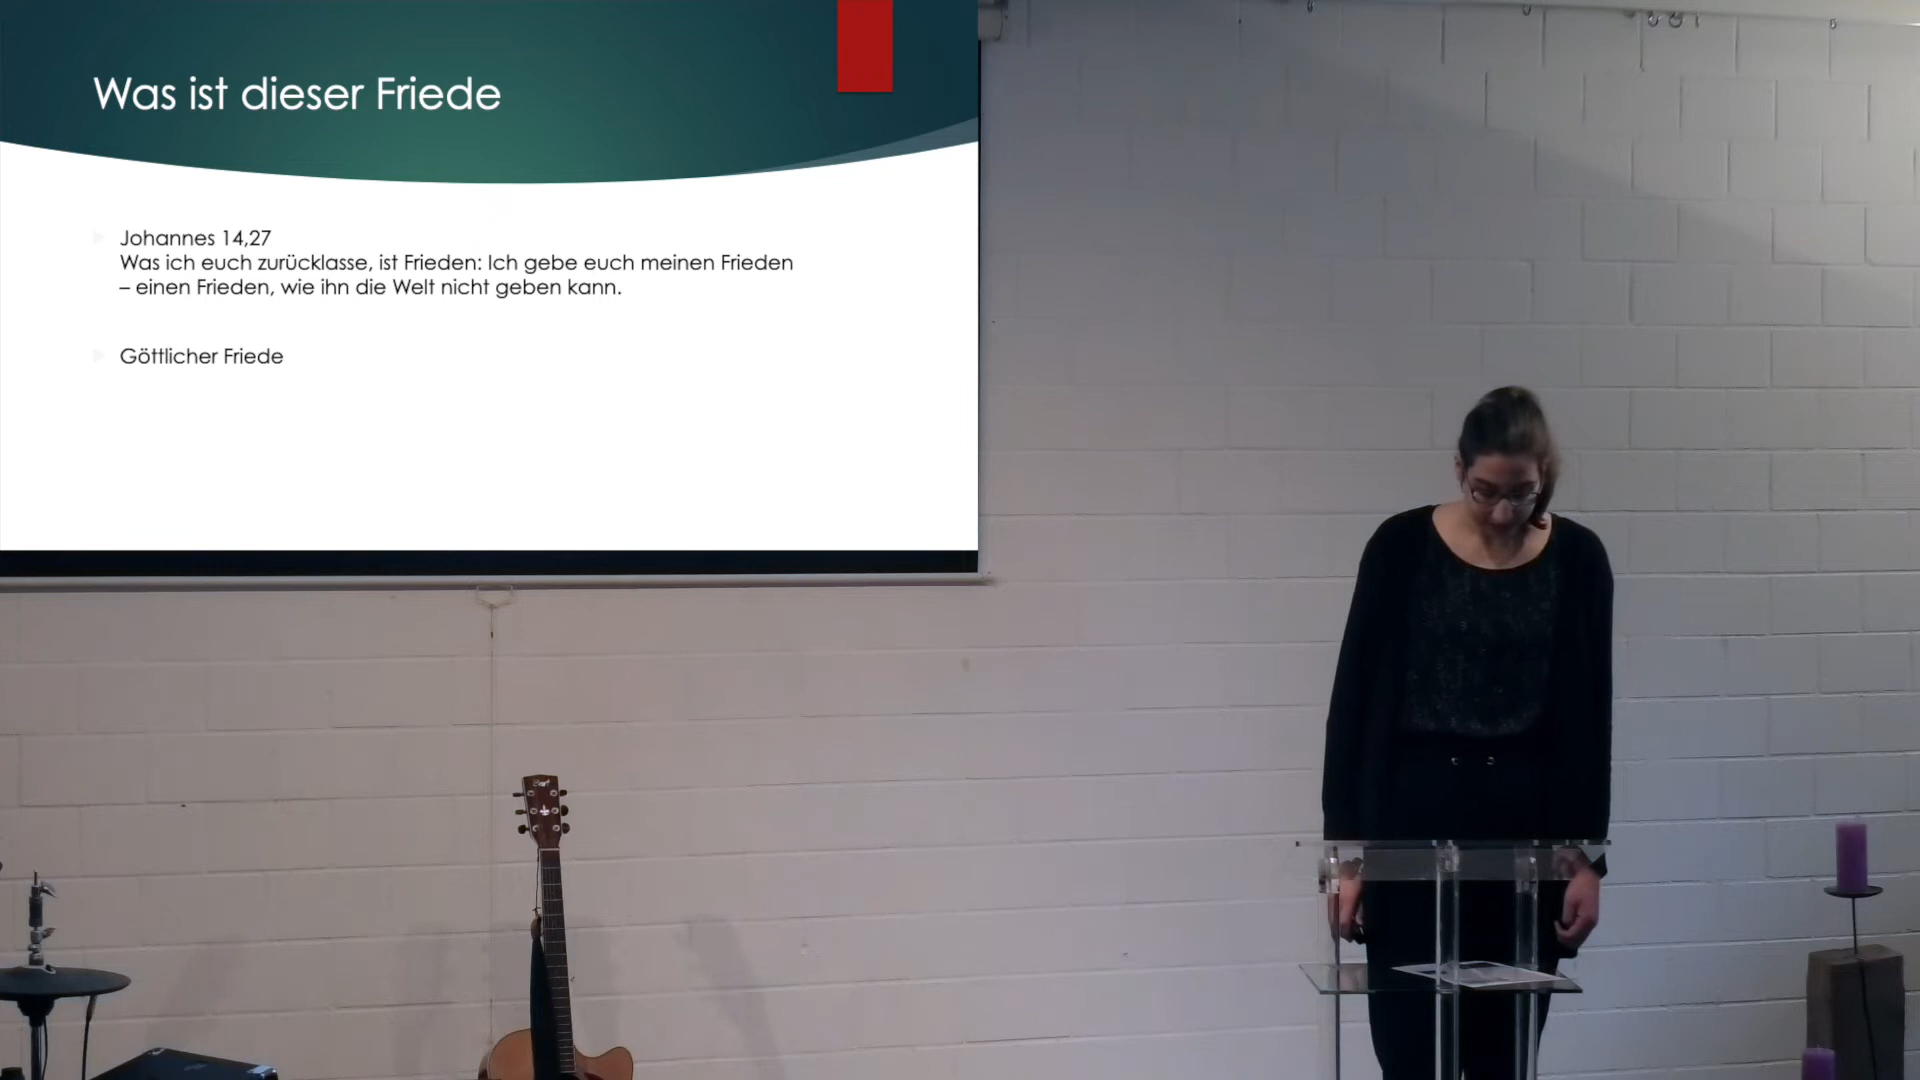 Was ist dieser Friede
Johannes 14,27
Was ich euch zurücklasse, ist Frieden: Ich gebe euch meinen Frieden
– einen Frieden, wie ihn die Welt nicht geben kann.
Göttlicher Friede
Cort